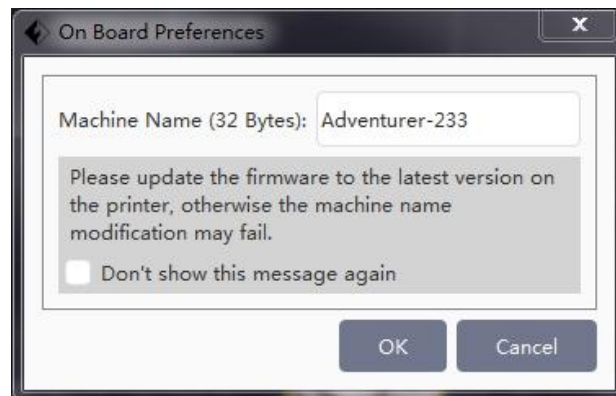 On Board Preferences
x
Machine Name (32 Bytes): Adventurer-233
Please update the firmware to the latest version on
the printer, otherwise the machine name
modification may fail.
Don't show this message again
OK Cancel